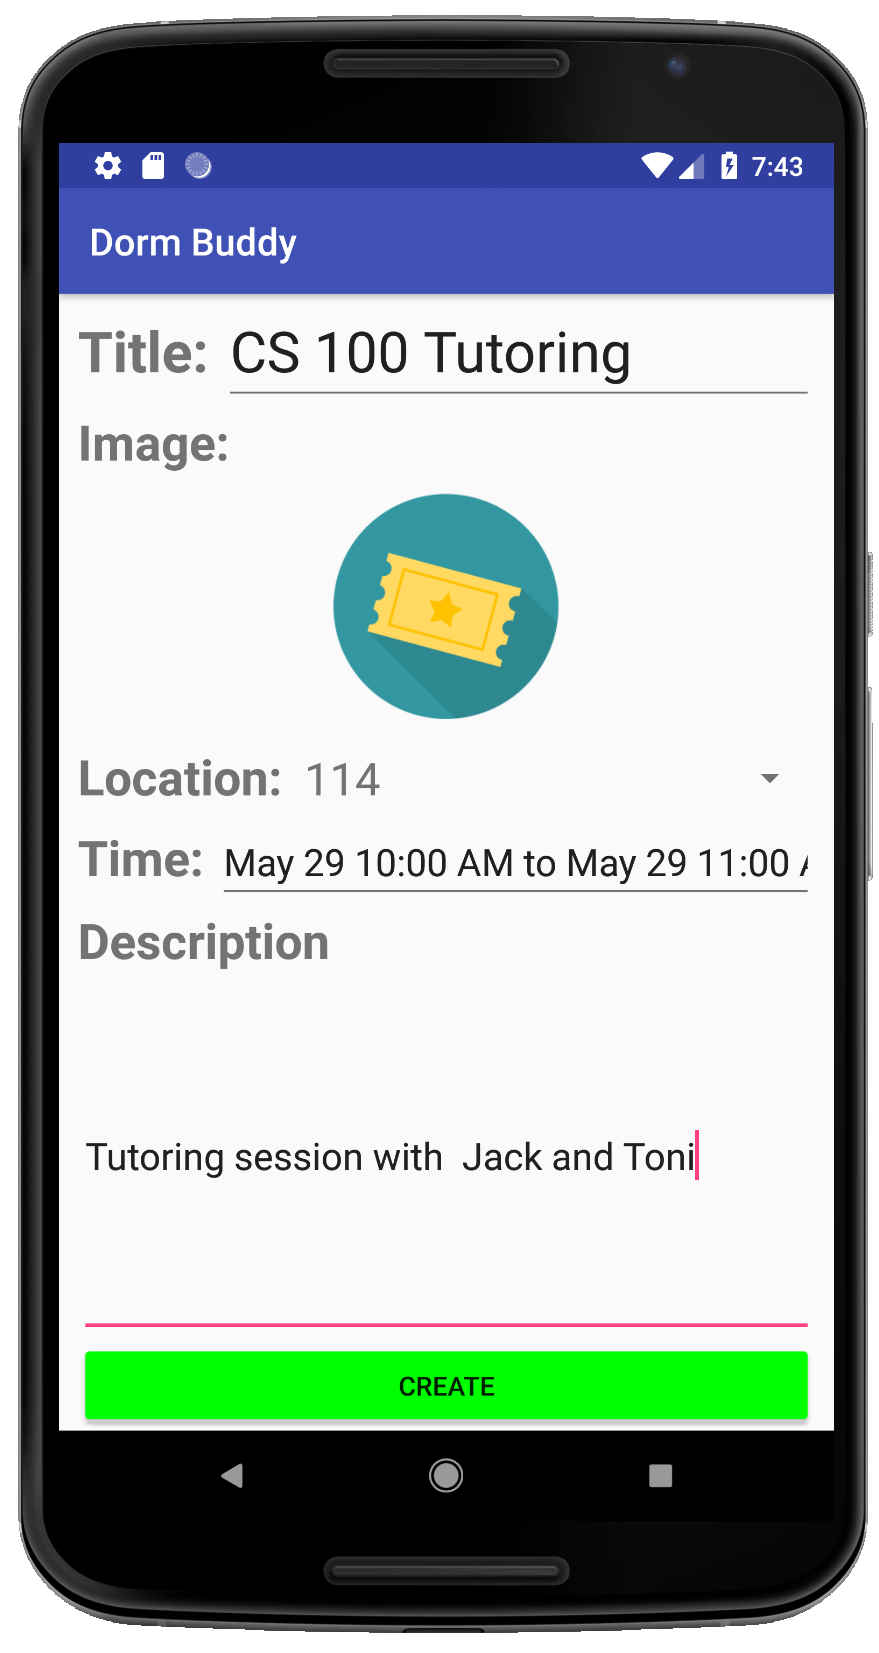 7:43
Dorm Buddy
Title: CS 100 Tutoring
Image:
Location: 114
Time: May 29 10:00 AM to May 29 11:00
Description
Tutoring session with  Jack and Toni
CREATE